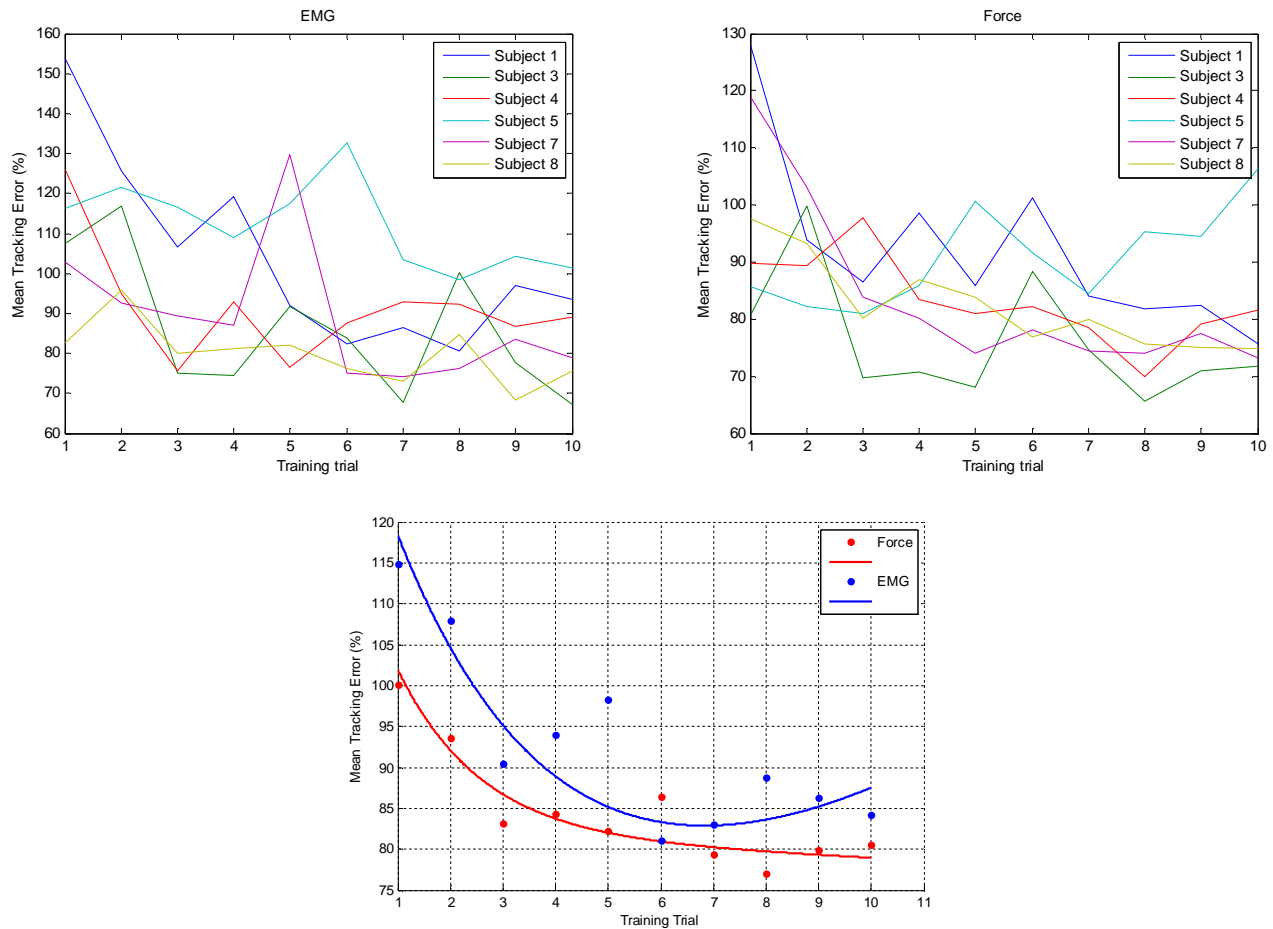 EMG
160
150
140
130
120
110
100
90
80
70
60
1 2 3 4 5 6 7 8 9 10
Mean Tracking Error (%)
Training trial
Subject 1
Subject 3
Subject 4
Subject 5
Subject 7
Subject 8
Force
130
120
110
100
90
80
70
60
1 2 3 4 5 6 7 8 9 10
Mean Tracking Error (%)
Training trial
Subject 1
Subject 3
Subject 4
Subject 5
Subject 7
Subject 8
120
115
110
105
100
95
90
85
80
75
1 2 3 4 5 6 7 8 9 10 11
Mean Tracking Error (%)
Training Trial
Force
EMG